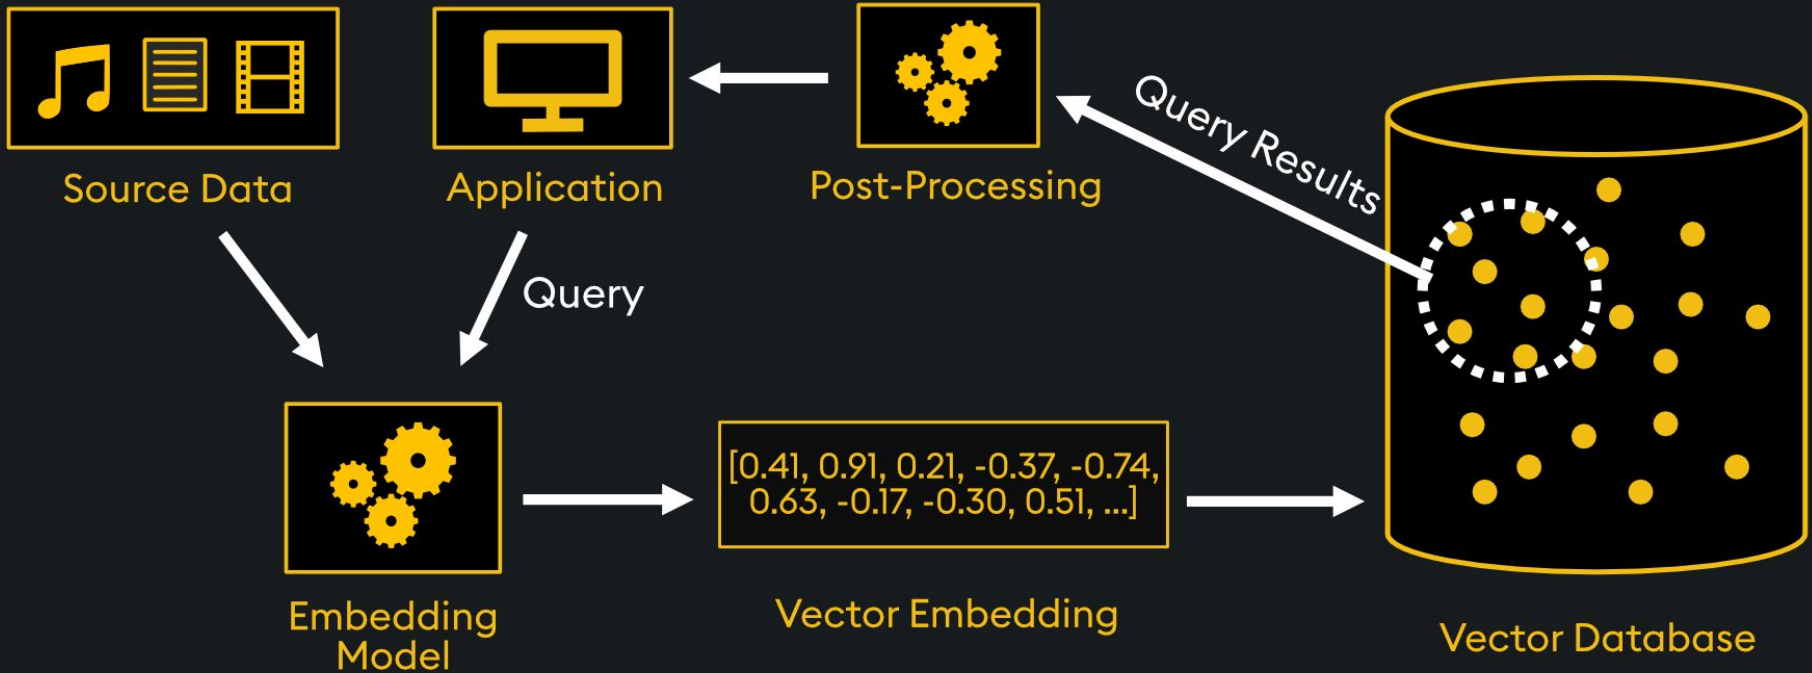 Source Data
Application
Post-Processing
Query Results
Query
[0.41, 0.91, 0.21, -0.37, -0.74,
0.63, -0.17, -0.30, 0.51, ...]
Embedding
Model
Vector Embedding
Vector Database